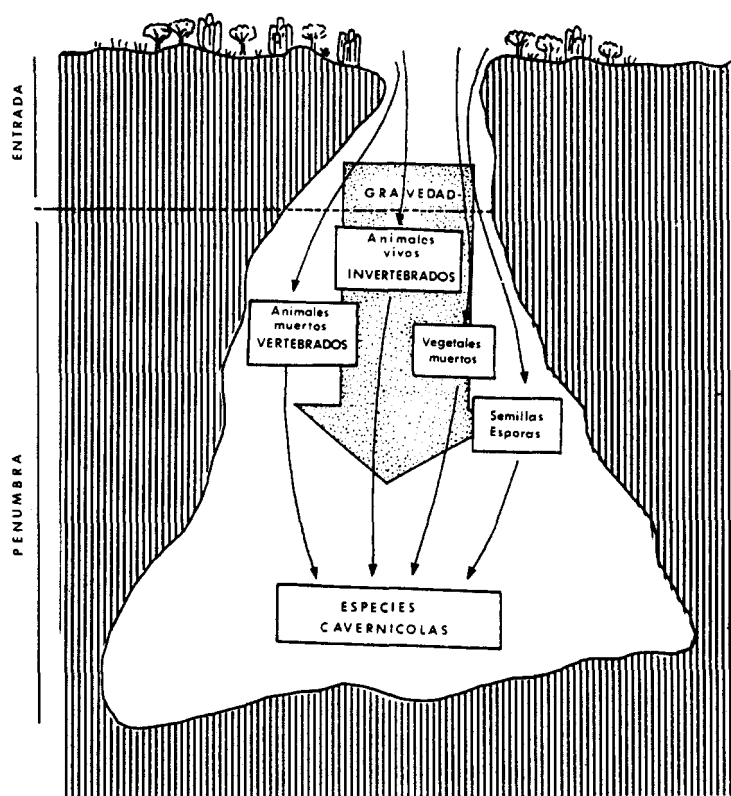 ENTRADA
GRAVEDAD
Animales
vivos
INVERTEBRADOS
Animales
muertos
VERTEBRADOS
Vegetales
muertos
Semillas
Esporas
PENUMBRA
ESPECIES
CAVERNICOLAS